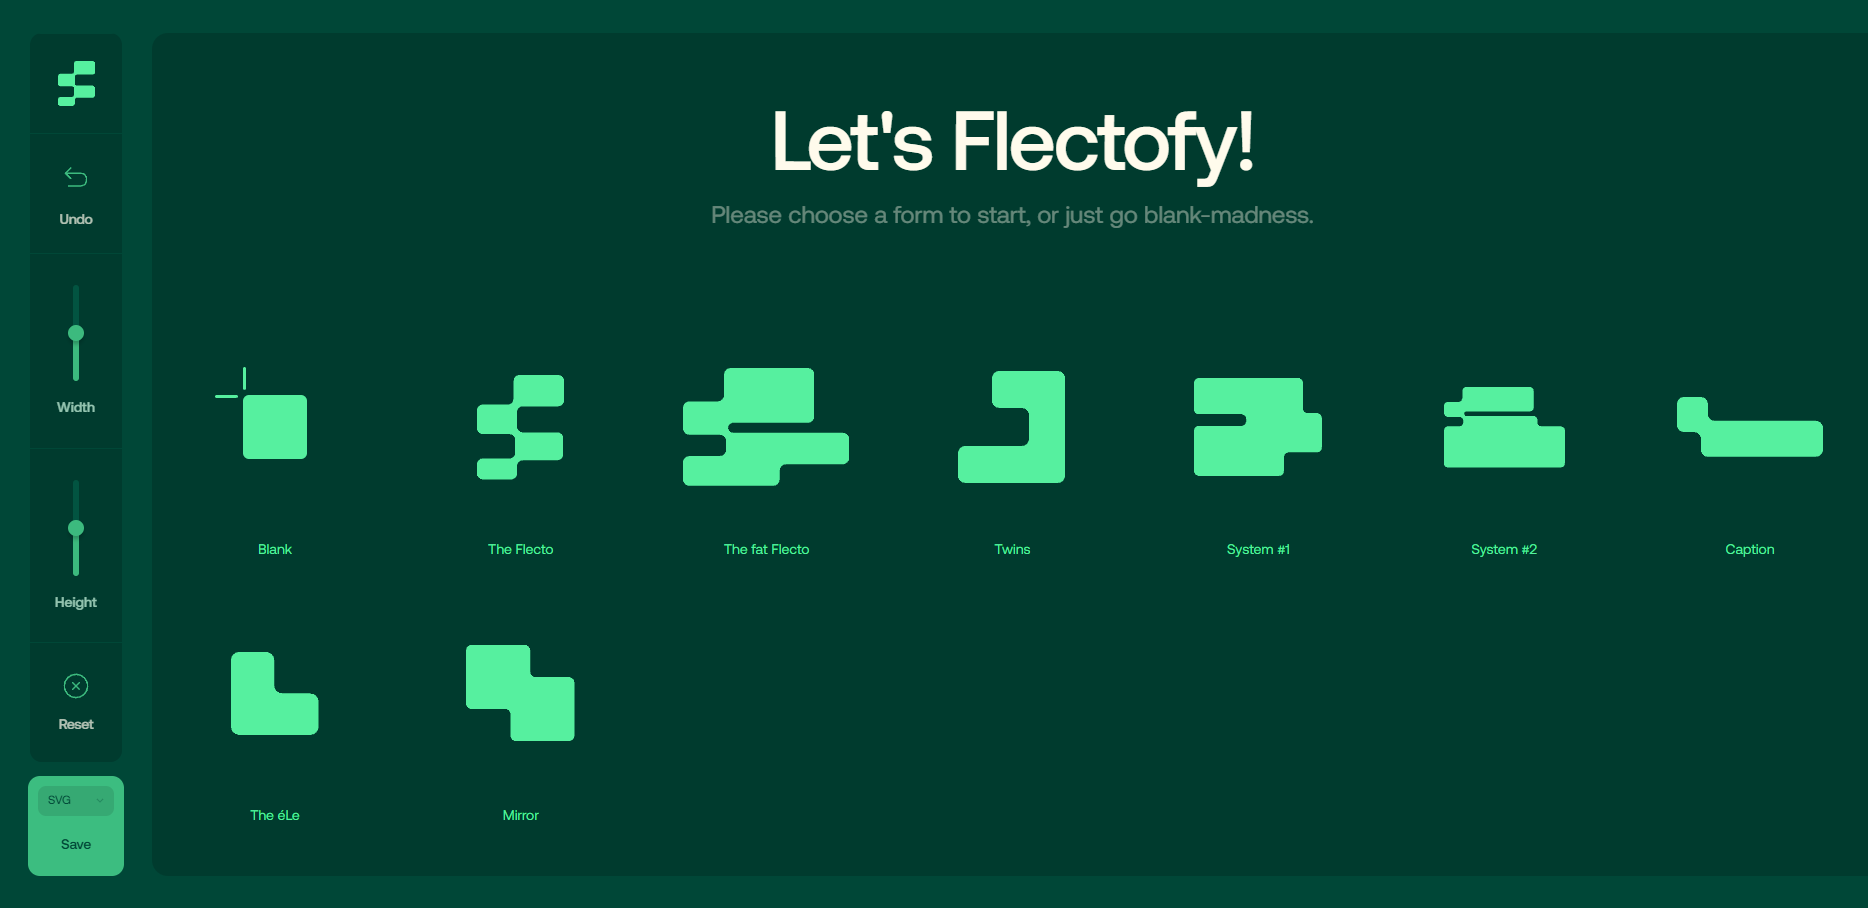 Let's Flectofy!
Please choose a form to start, or just go blank-madness.
Undo
Width
Height
Reset
SVG
Save
Blank
The Flecto
The fat Flecto
Twins
System #1
System #2
Caption
The éLe
Mirror